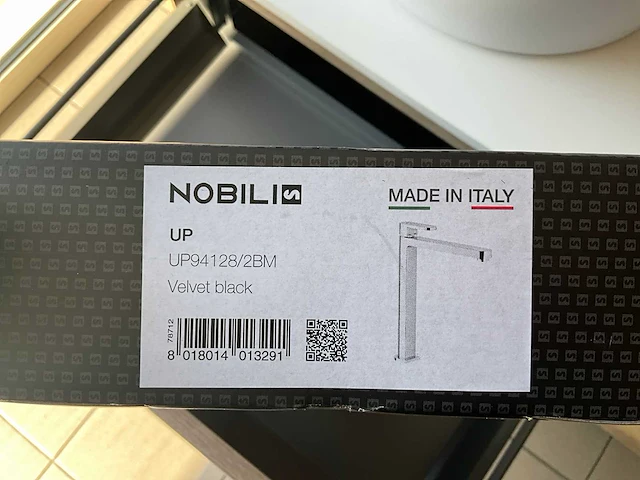 NOBILI
MADE IN ITALY
UP
UP94128/2BM
Velvet black
78712
8 018014 013291